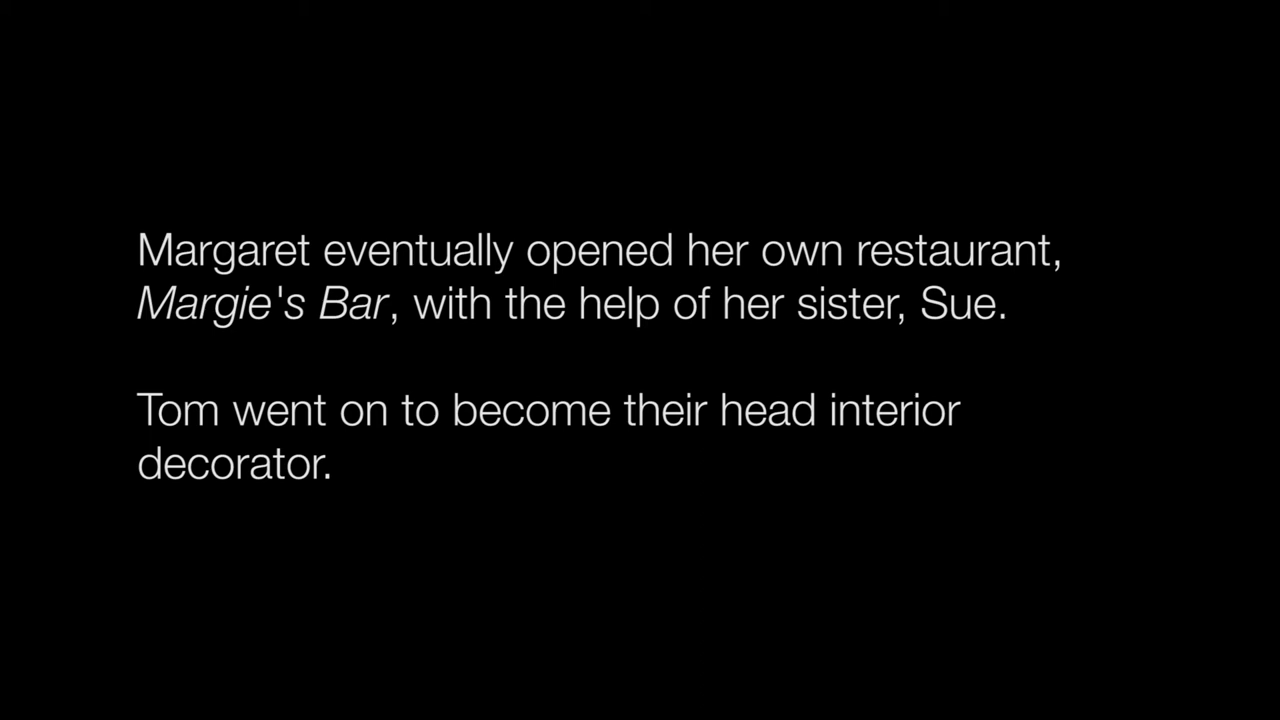 Margaret eventually opened her own restaurant,
Margie's Bar, with the help of her sister, Sue.
Tom went on to become their head interior
decorator.